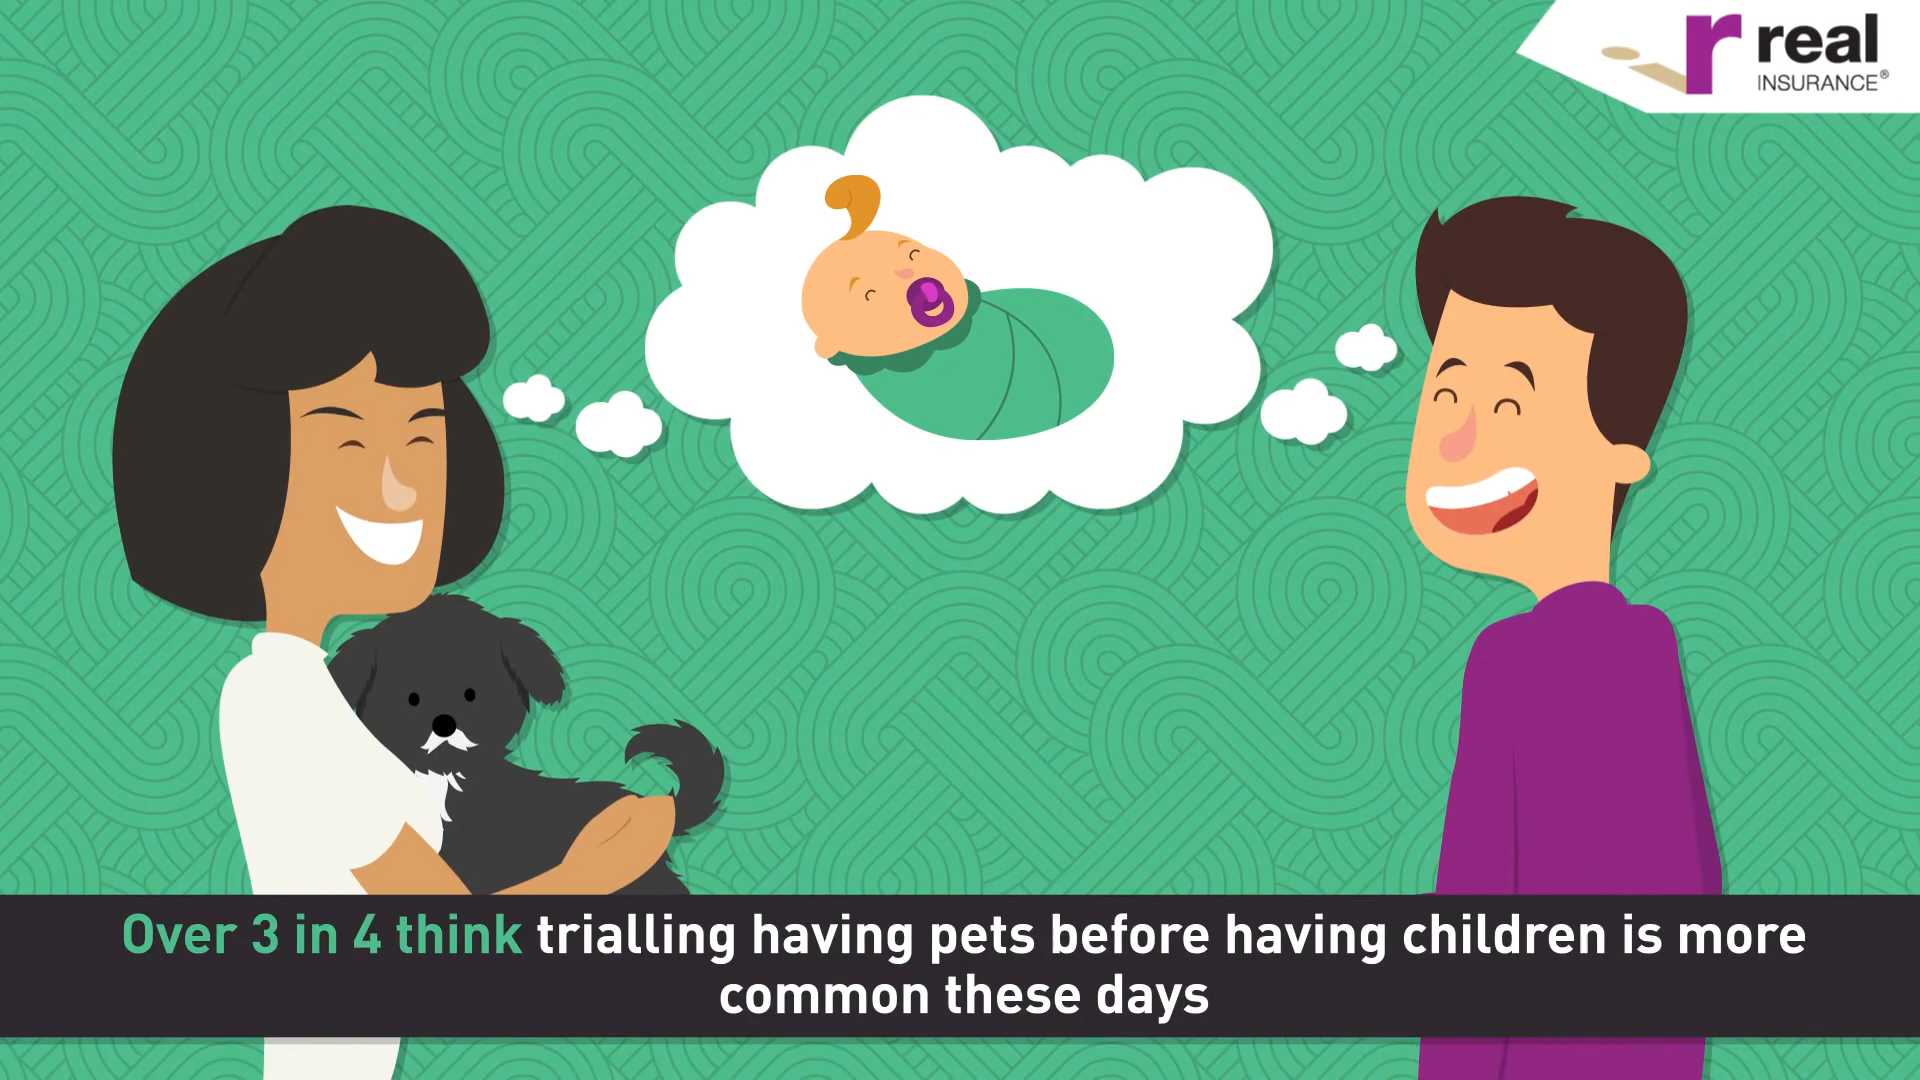 real
INSURANCE®
Over 3 in 4 think trialling having pets before having children is more
common these days